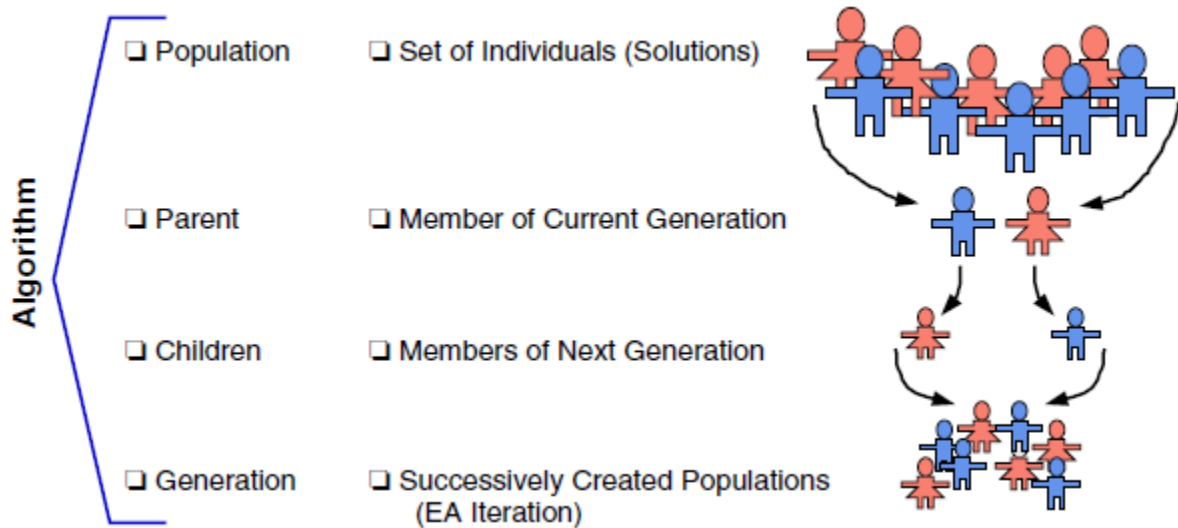 Algorithm
❑ Population ❑ Set of Individuals (Solutions)
❑ Parent ❑ Member of Current Generation
❑ Children ❑ Members of Next Generation
❑ Generation ❑ Successively Created Populations
(EA Iteration)